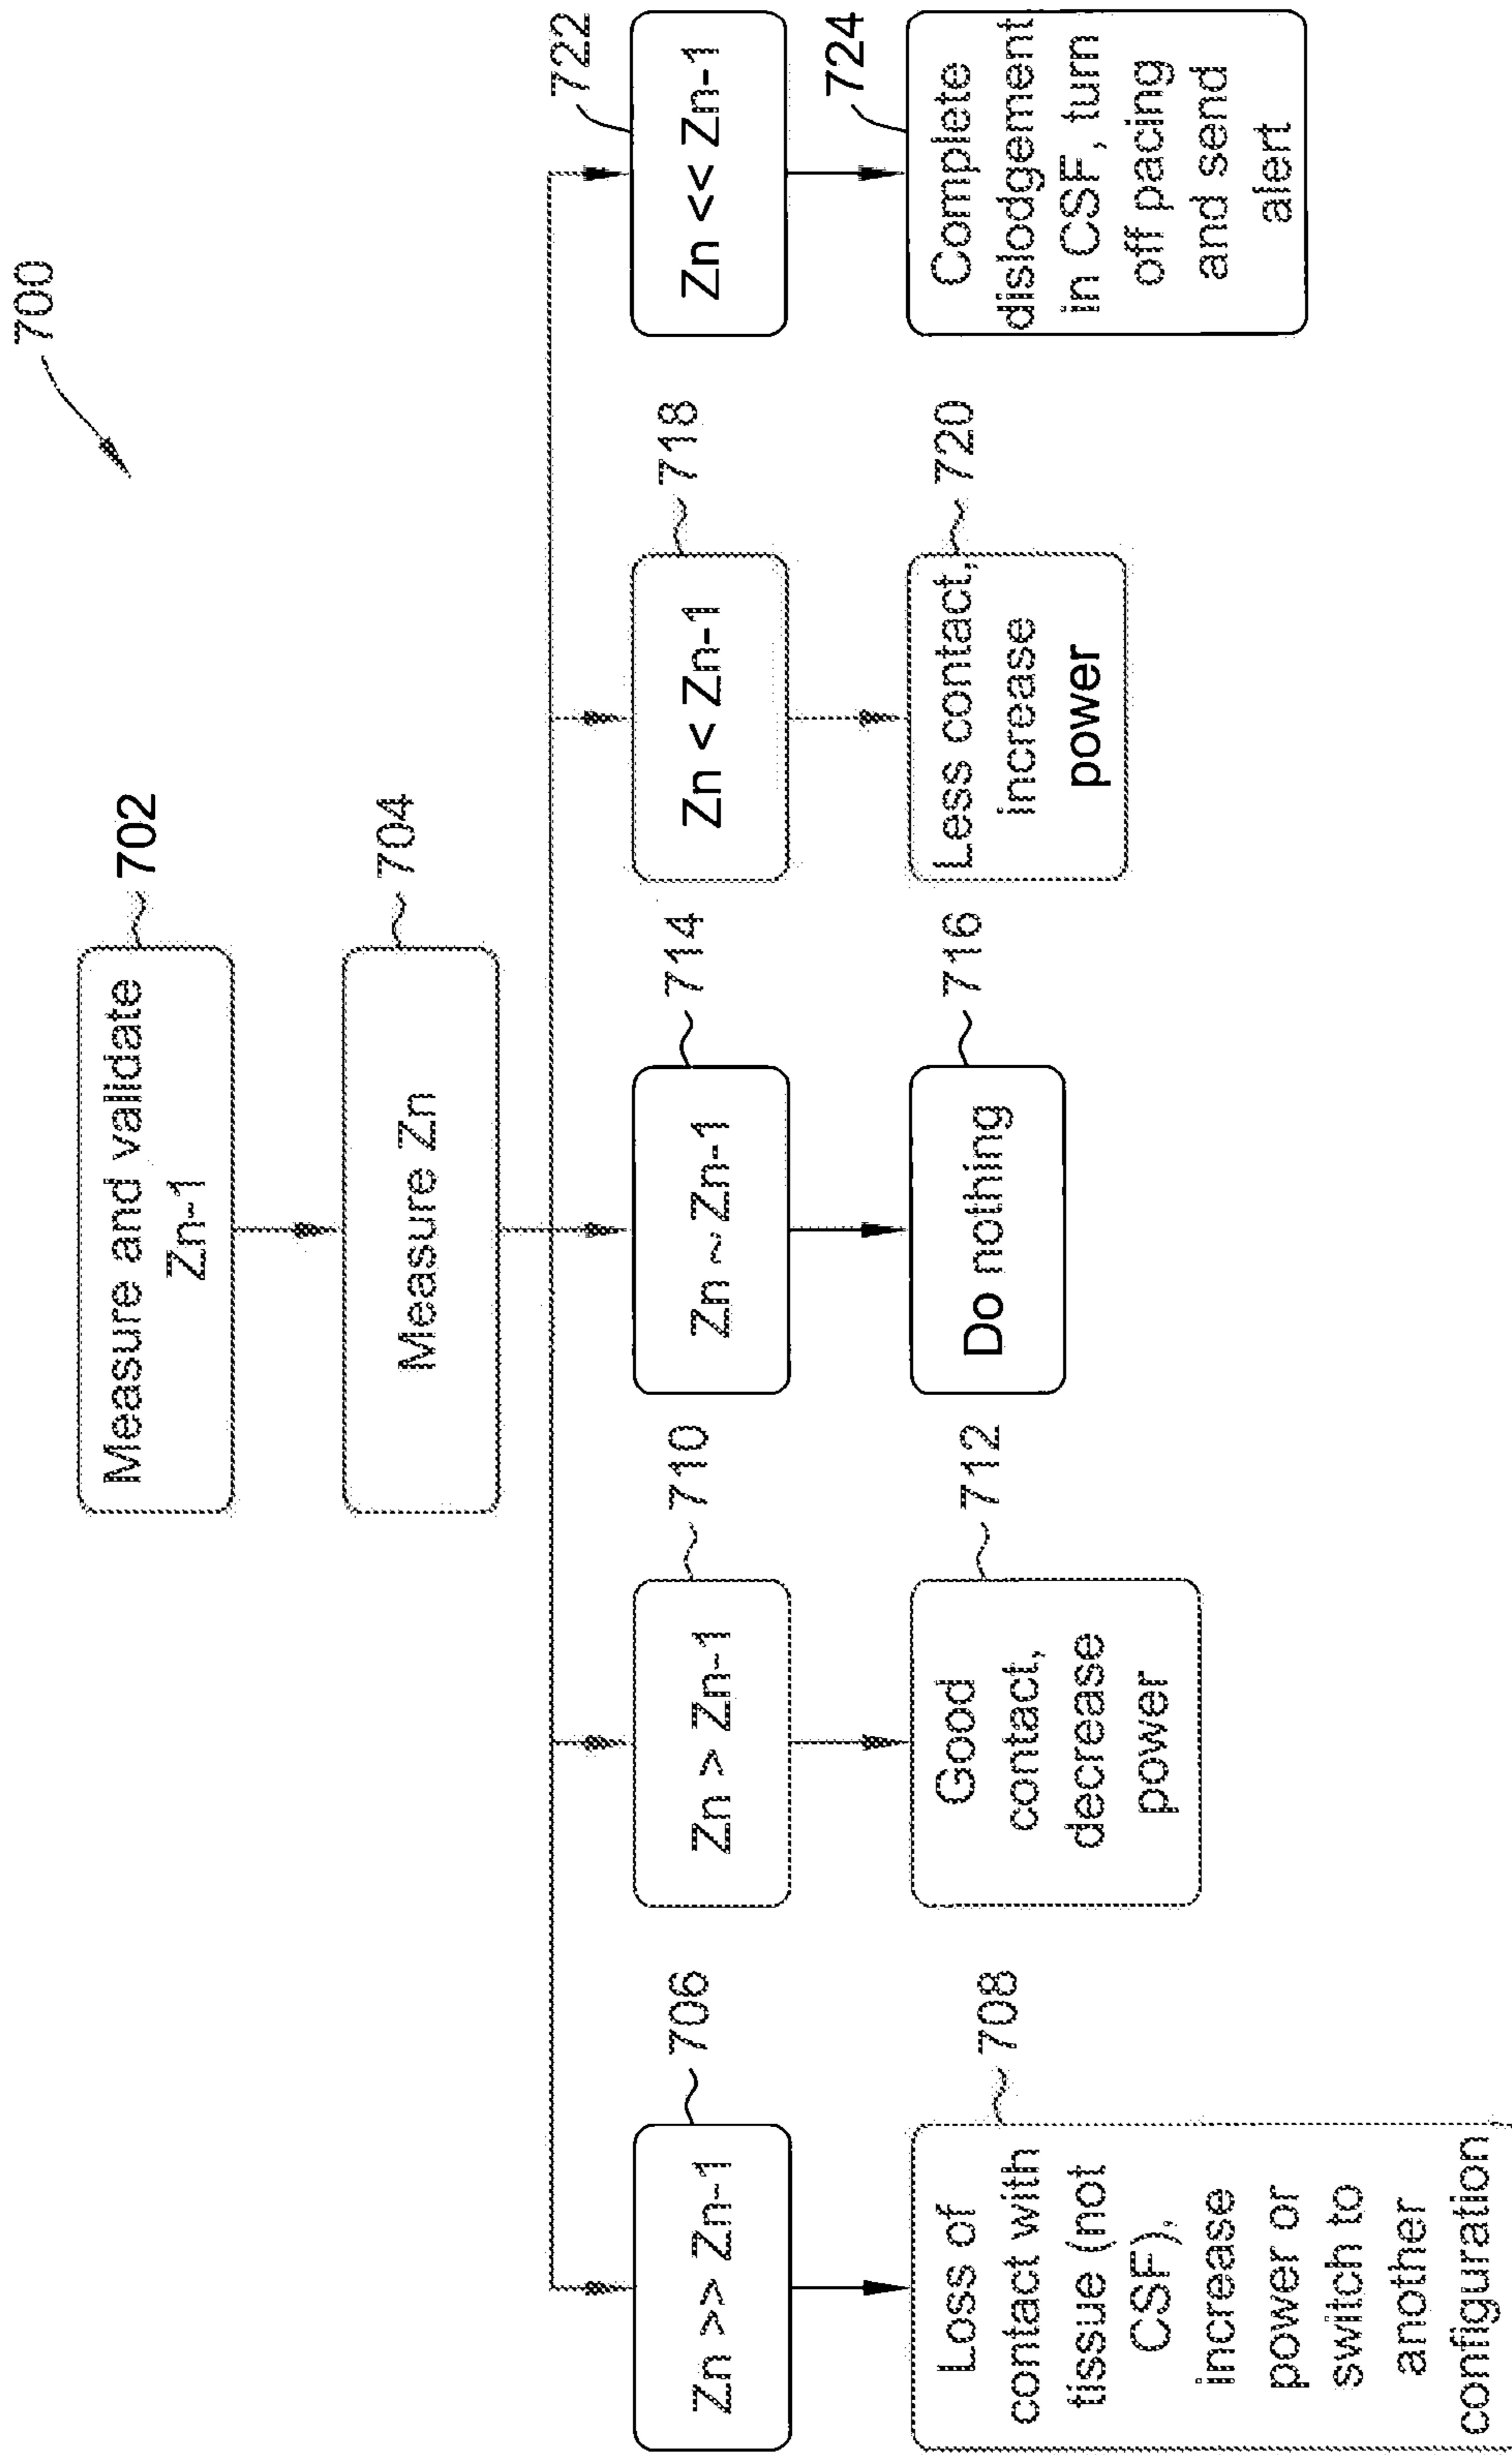 700
Measure and validate
Zn-1
702
Measure Zn
704
Zn >> Zn-1
706
Zn > Zn-1
710
Zn ~ Zn-1
714
Zn < Zn-1
718
Zn << Zn-1
722
Loss of
contact with
tissue (not
CSF),
increase
power or
switch to
another
configuration
708
Good
contact,
decrease
power
712
Do nothing
716
Less contact,
increase
power
720
Complete
dislodgement
in CSF, turn
off pacing
and send
alert
724